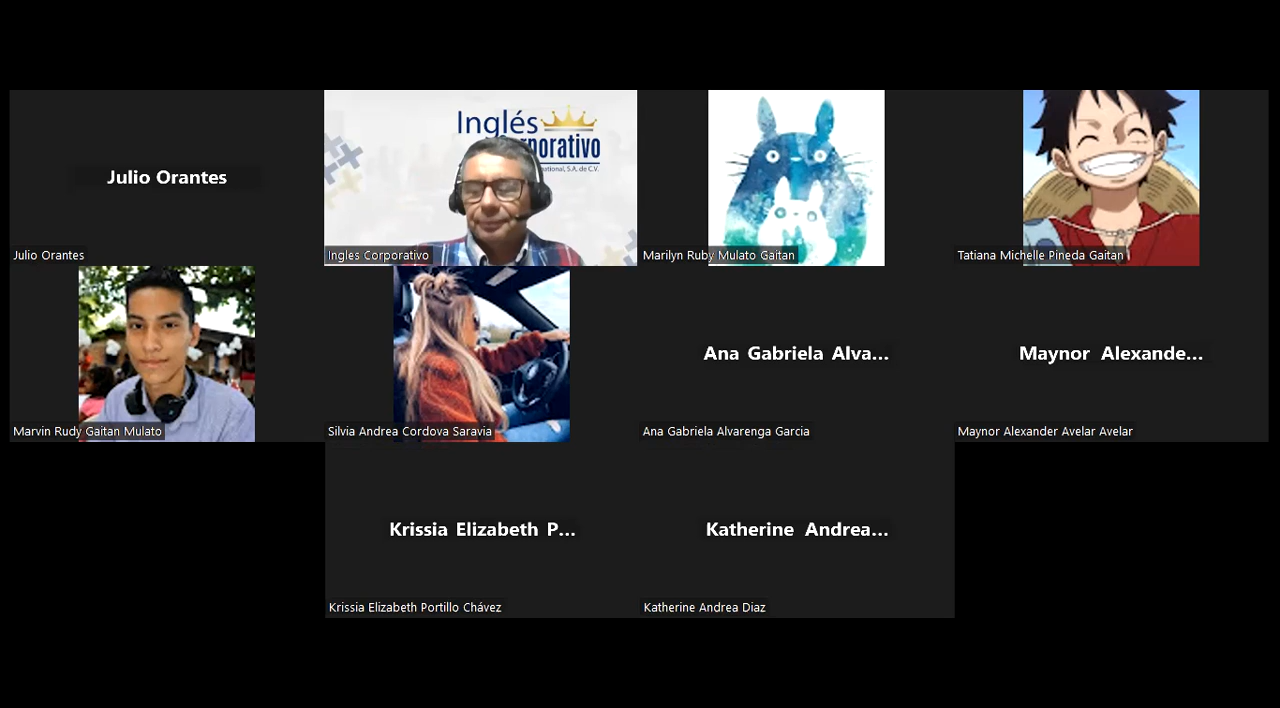 Julio Orantes
Julio Orantes
Inglés
Corporativo
national, S.A. de C.V.
Ingles Corporativo
Marilyn Ruby Mulato Gaitan
Tatiana Michelle Pineda Gaitan
Marvin Rudy Gaitan Mulato
Silvia Andrea Cordova Saravia
Ana Gabriela Alva...
Ana Gabriela Alvarenga Garcia
Maynor Alexande...
Maynor Alexander Avelar Avelar
Krissia Elizabeth P...
Krissia Elizabeth Portillo Chávez
Katherine Andrea...
Katherine Andrea Diaz